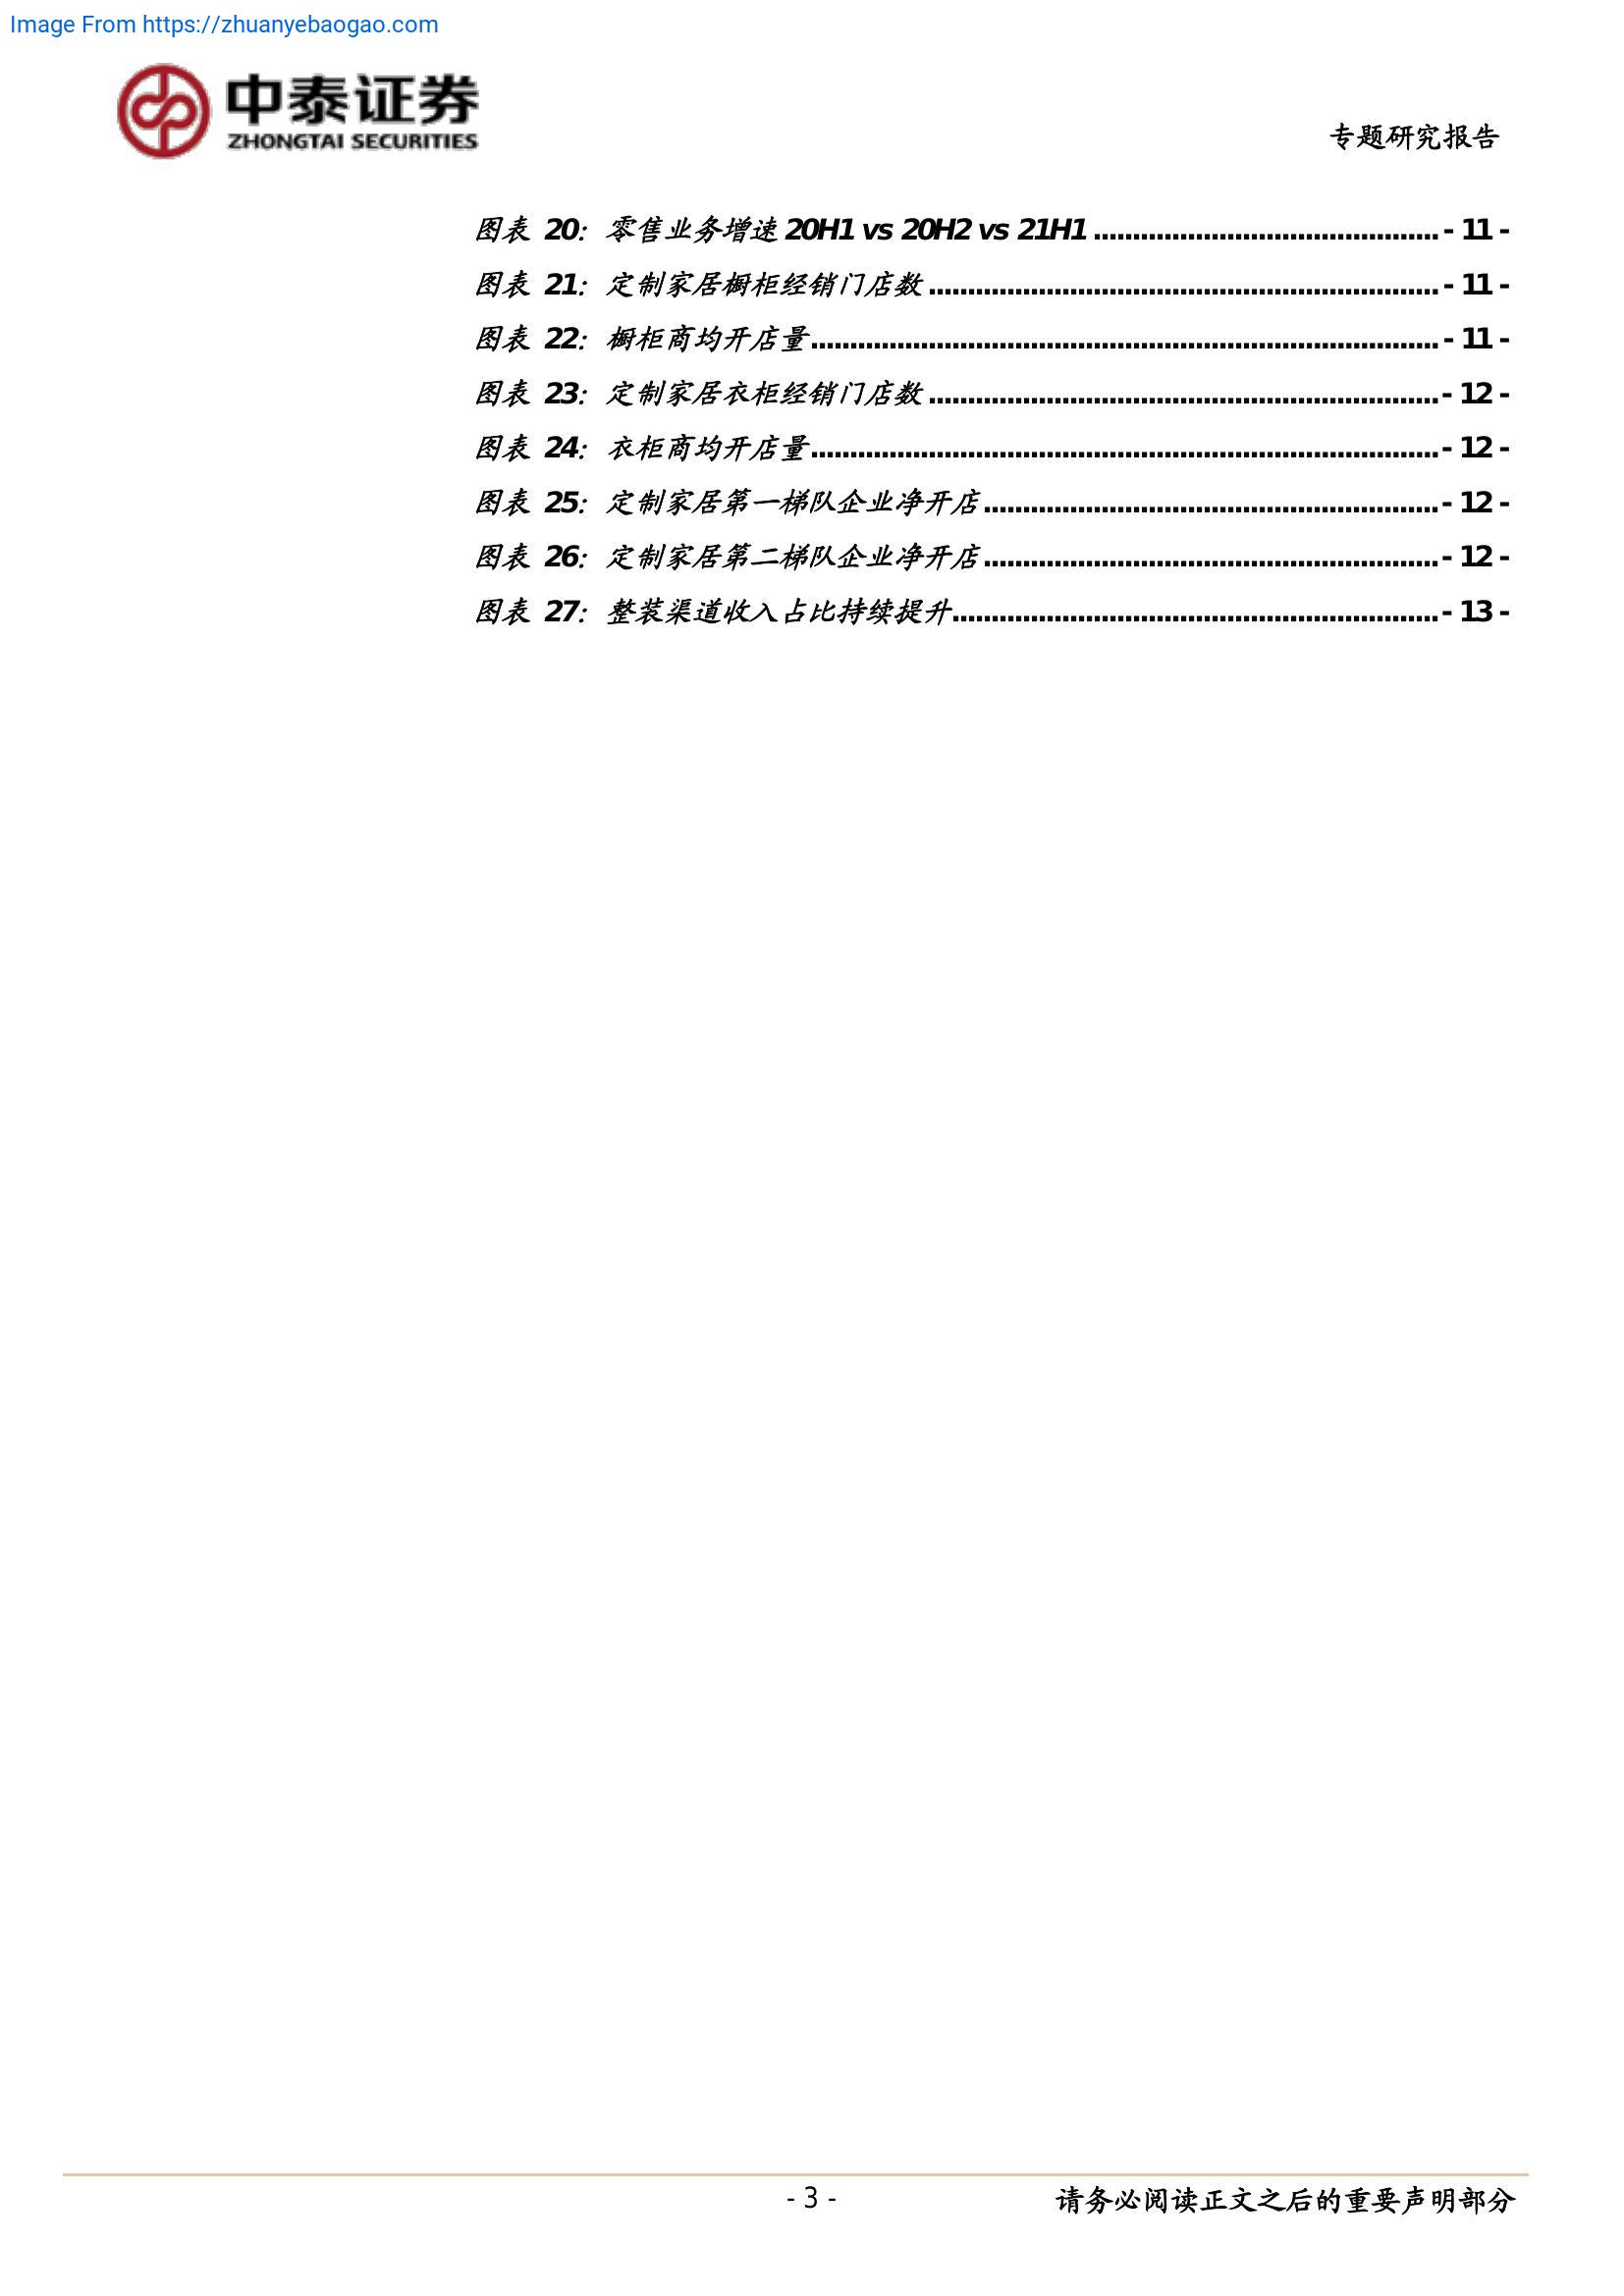 Image From https://zhuanyebaogao.com
中泰证券
ZHONGTAI SECURITIES
专题研究报告
图表 20：零售业务增速 20H1 vs 20H2 vs 21H1 ............................................ - 11 -
图表 21：定制家居橱柜经销门店数 ................................................................. - 11 -
图表 22：橱柜商均开店量................................................................................ - 11 -
图表 23：定制家居衣柜经销门店数 ................................................................. - 12 -
图表 24：衣柜商均开店量................................................................................ - 12 -
图表 25：定制家居第一梯队企业净开店 .......................................................... - 12 -
图表 26：定制家居第二梯队企业净开店 .......................................................... - 12 -
图表 27：整装渠道收入占比持续提升.............................................................. - 13 -
- 3 -
请务必阅读正文之后的重要声明部分